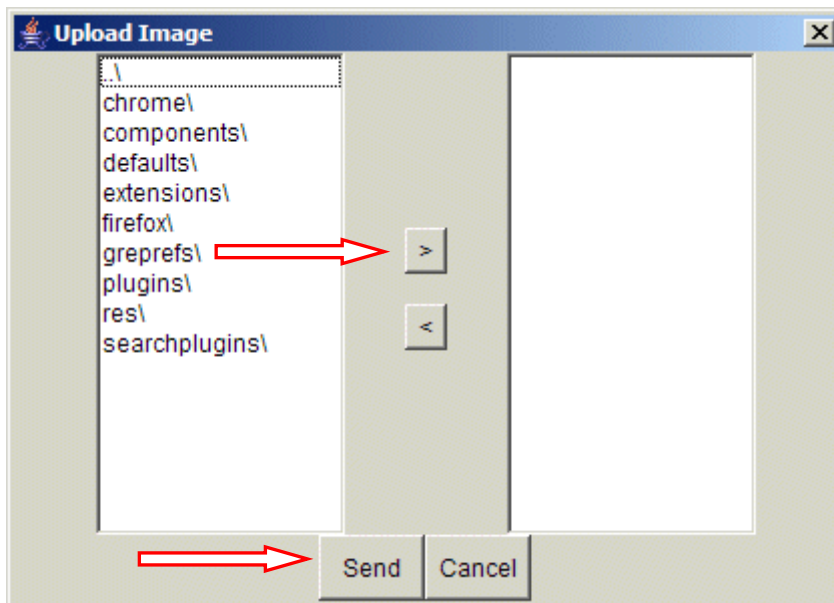 Upload Image
..\
chrome\
components\
defaults\
extensions\
firefox\
greprefs\
plugins\
res\
searchplugins\
>
<
Send
Cancel